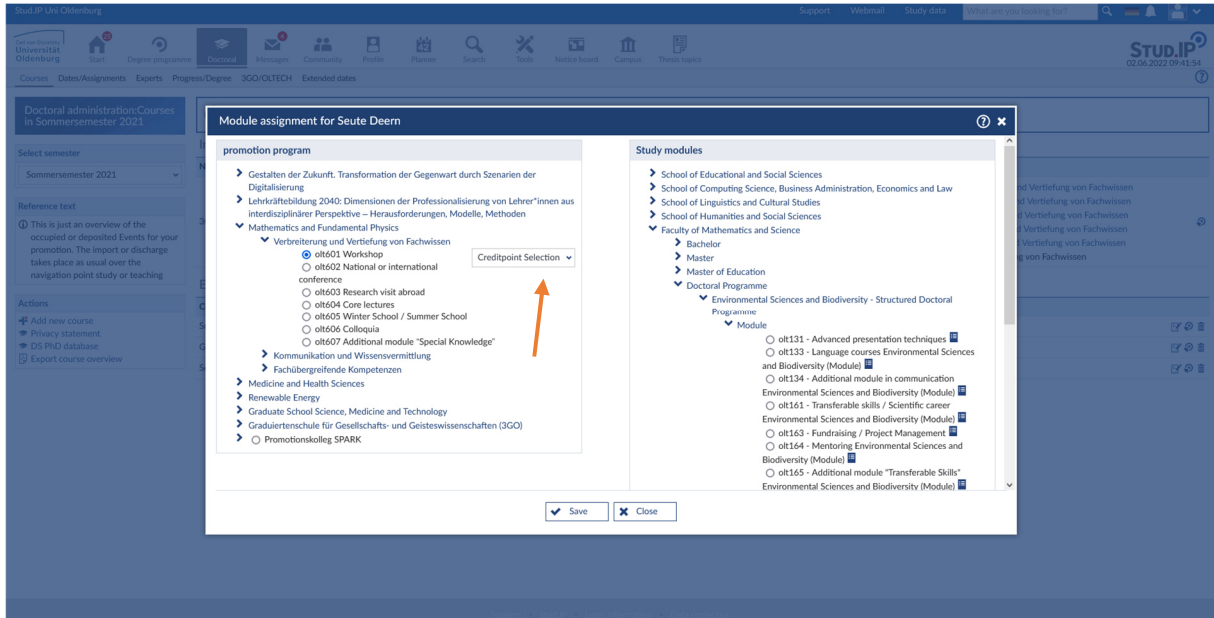 Stud.IP Uni Oldenburg
Support Webmail Study data What are you looking for?
Carl von Ossietzky
Universität
Oldenburg
Start Degree programme Doctoral Messages Community Profile Planner Search Tools Notice board Campus Thesis topics
STUD.IP
02.06.2022 09:41:54
Courses Dates/Assignments Experts Progress/Degree 3GO/OLTECH Extended dates
Doctoral administration:Courses
in Sommersemester 2021
Select semester
Sommersemester 2021
Reference text
This is just an overview of the
occupied or deposited Events for your
promotion. The import or discharge
takes place as usual over the
navigation point study or teaching
Actions
Add new course
Privacy statement
DS PhD database
Export course overview
Module assignment for Seute Deern
promotion program
Gestalten der Zukunft. Transformation der Gegenwart durch Szenarien der
Digitalisierung
Lehrkräftebildung 2040: Dimensionen der Professionalisierung von Lehrer*innen aus
interdisziplinärer Perspektive – Herausforderungen, Modelle, Methoden
Mathematics and Fundamental Physics
Verbreiterung und Vertiefung von Fachwissen
olt601 Workshop
Creditpoint Selection
olt602 National or international
conference
olt603 Research visit abroad
olt604 Core lectures
olt605 Winter School / Summer School
olt606 Colloquia
olt607 Additional module "Special Knowledge"
Kommunikation und Wissensvermittlung
Fachübergreifende Kompetenzen
Medicine and Health Sciences
Renewable Energy
Graduate School Science, Medicine and Technology
Graduiertenschule für Gesellschafts- und Geisteswissenschaften (3GO)
Promotionskolleg SPARK
Study modules
School of Educational and Social Sciences
School of Computing Science, Business Administration, Economics and Law
School of Linguistics and Cultural Studies
School of Humanities and Social Sciences
Faculty of Mathematics and Science
Bachelor
Master
Master of Education
Doctoral Programme
Environmental Sciences and Biodiversity - Structured Doctoral
Programme
Module
olt131 - Advanced presentation techniques
olt133 - Language courses Environmental Sciences
and Biodiversity (Module)
olt134 - Additional module in communication
Environmental Sciences and Biodiversity (Module)
olt161 - Transferable skills / Scientific career
Environmental Sciences and Biodiversity (Module)
olt163 - Fundraising / Project Management
olt164 - Mentoring Environmental Sciences and
Biodiversity (Module)
olt165 - Additional module "Transferable Skills"
Environmental Sciences and Biodiversity (Module)
Save Close
nd Vertiefung von Fachwissen
d Vertiefung von Fachwissen
d Vertiefung von Fachwissen
d Vertiefung von Fachwissen
d Vertiefung von Fachwissen
g von Fachwissen